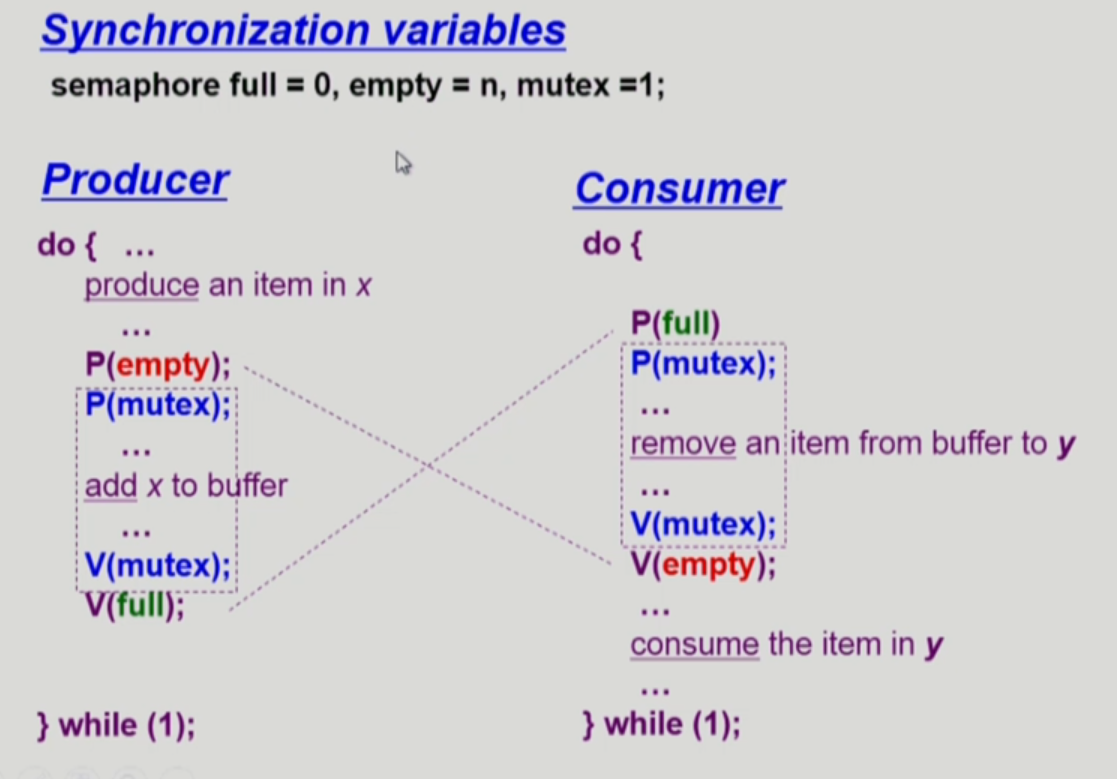 Synchronization variables
semaphore full = 0, empty = n, mutex =1;
Producer
do { ...
produce an item in x
...
P(empty);
P(mutex);
...
add x to buffer
...
V(mutex);
V(full);
} while (1);
Consumer
do {
P(full)
P(mutex);
...
remove an item from buffer to y
...
V(mutex);
V(empty);
...
consume the item in y
...
} while (1);